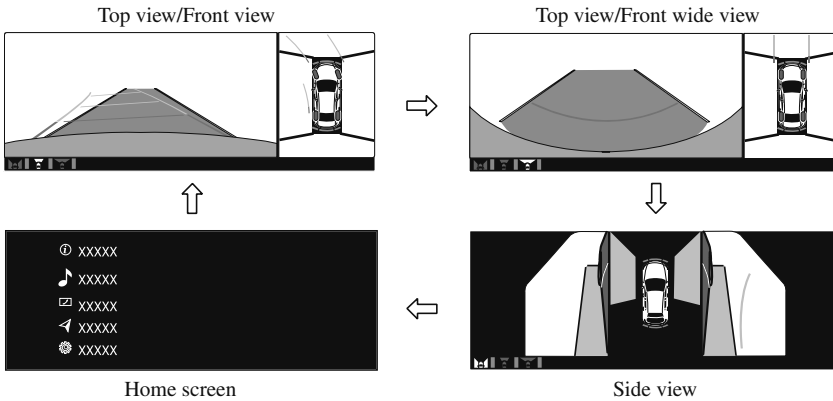 Top view/Front view
Top view/Front wide view
XXXXX
XXXXX
XXXXX
XXXXX
XXXXX
Home screen
Side view